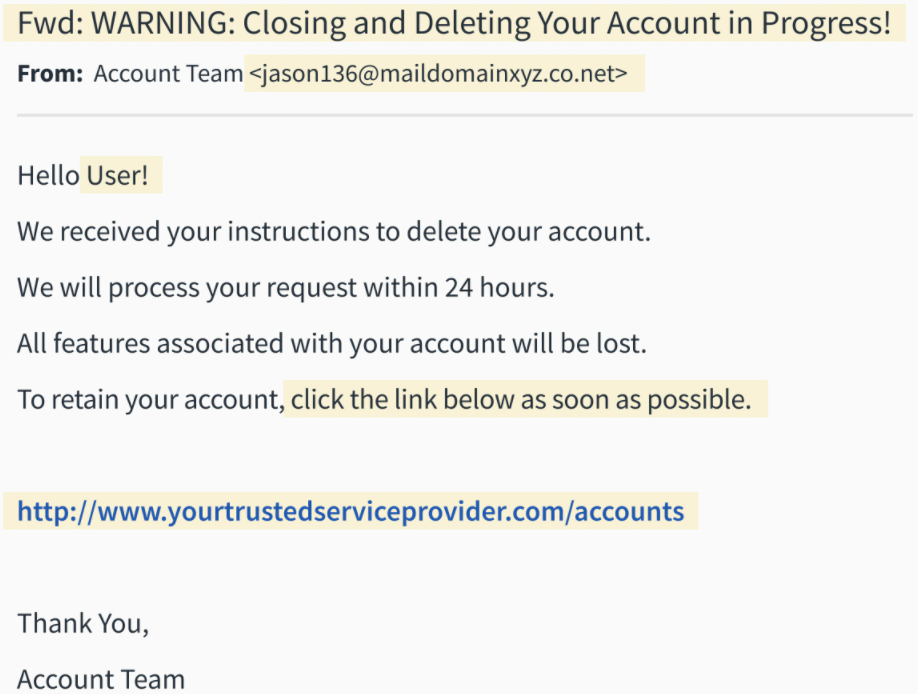 Fwd: WARNING: Closing and Deleting Your Account in Progress!
From: Account Team <jason136@maildomainxyz.co.net>
Hello User!
We received your instructions to delete your account.
We will process your request within 24 hours.
All features associated with your account will be lost.
To retain your account, click the link below as soon as possible.
http://www.yourtrustedserviceprovider.com/accounts
Thank You,
Account Team